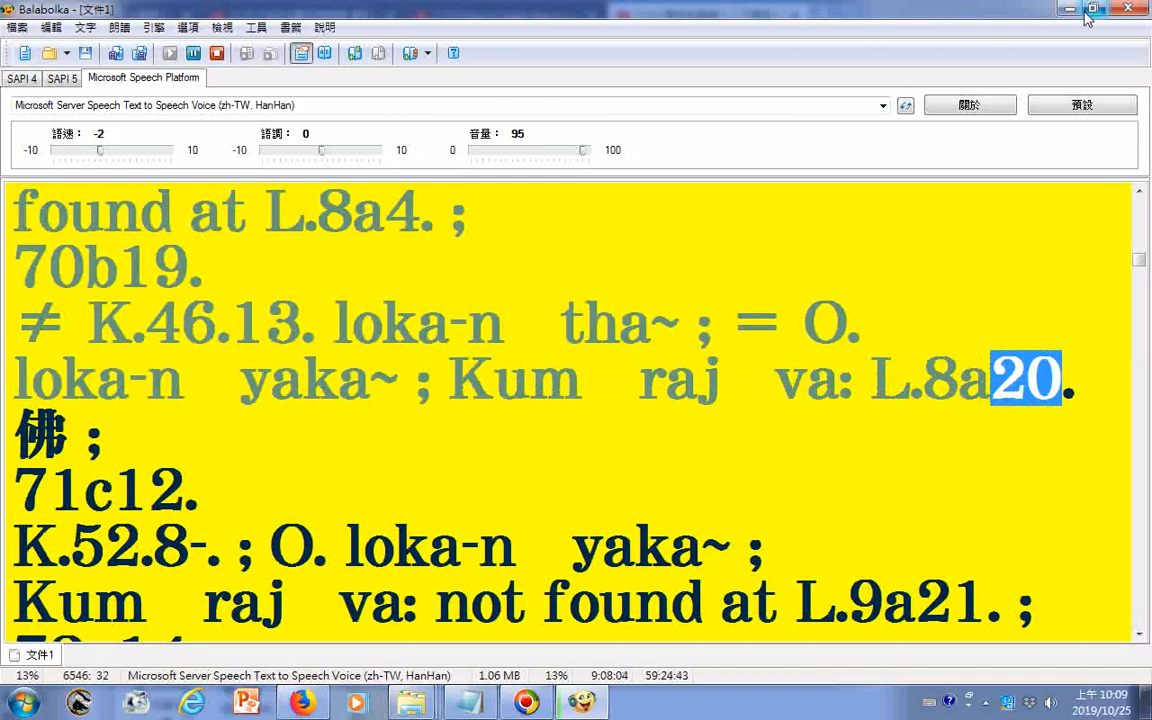 Balabolka - [文件1]
檔案 編輯 文字 朗讀 引擎 選項 檢視 工具 書籤 說明
SAPI 4 SAPI 5 Microsoft Speech Platform
Microsoft Server Speech Text to Speech Voice (zh-TW, HanHan) 關於 預設
語速： -2 語調： 0 音量： 95
-10 10 -10 10 0 100
found at L.8a4. ;
70b19.
≠ K.46.13. loka-n tha~ ; = O.
loka-n yaka~ ; Kum raj va: L.8a20.
佛 ;
71c12.
K.52.8-. ; O. loka-n yaka~ ;
Kum raj va: not found at L.9a21. ;
文件1
13% 6546: 32 Microsoft Server Speech Text to Speech Voice (zh-TW, HanHan) 1.06 MB 13% 9:08:04 59:24:43
上午 10:09
2019/10/25